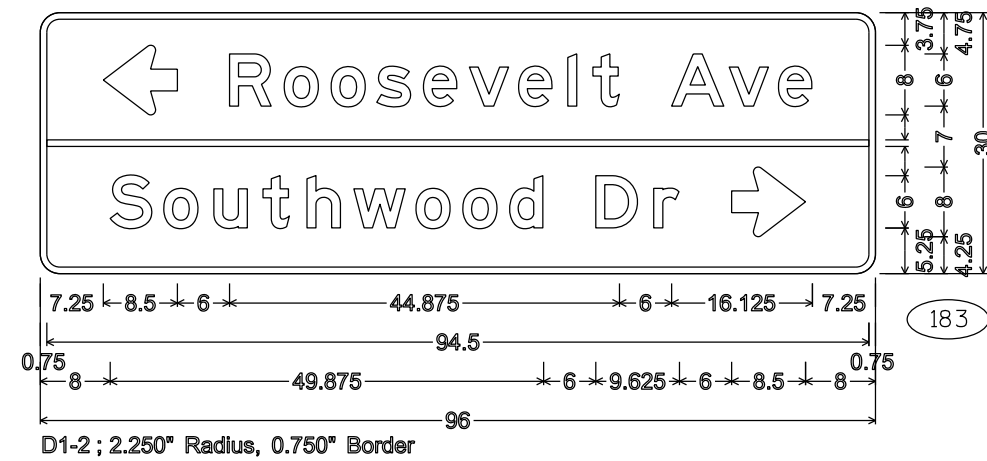 Roosevelt Ave
Southwood Dr
3.75 4.75
8 6
7 30
6 8
5.25 4.25
7.25 8.5 6 44.875 6 16.125 7.25
183
94.5
0.75 0.75
8 49.875 6 9.625 6 8.5 8
96
D1-2 ; 2.250" Radius, 0.750" Border